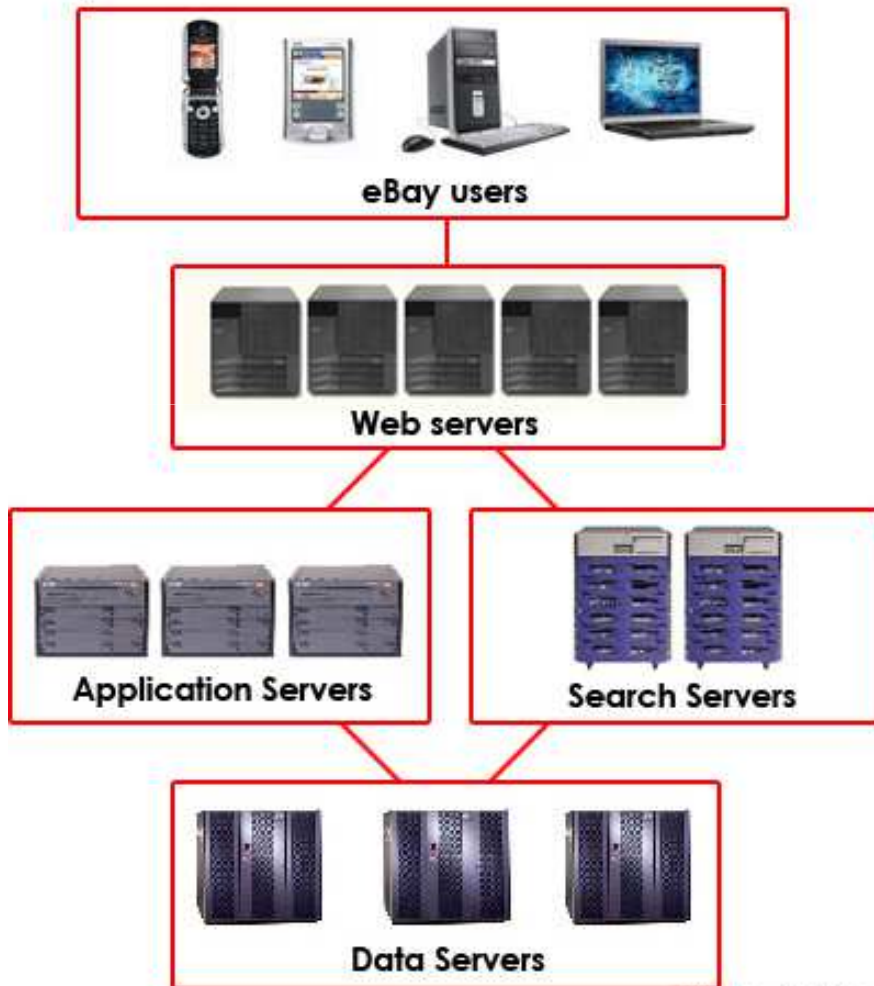 eBay users
Web servers
Application Servers
Search Servers
Data Servers